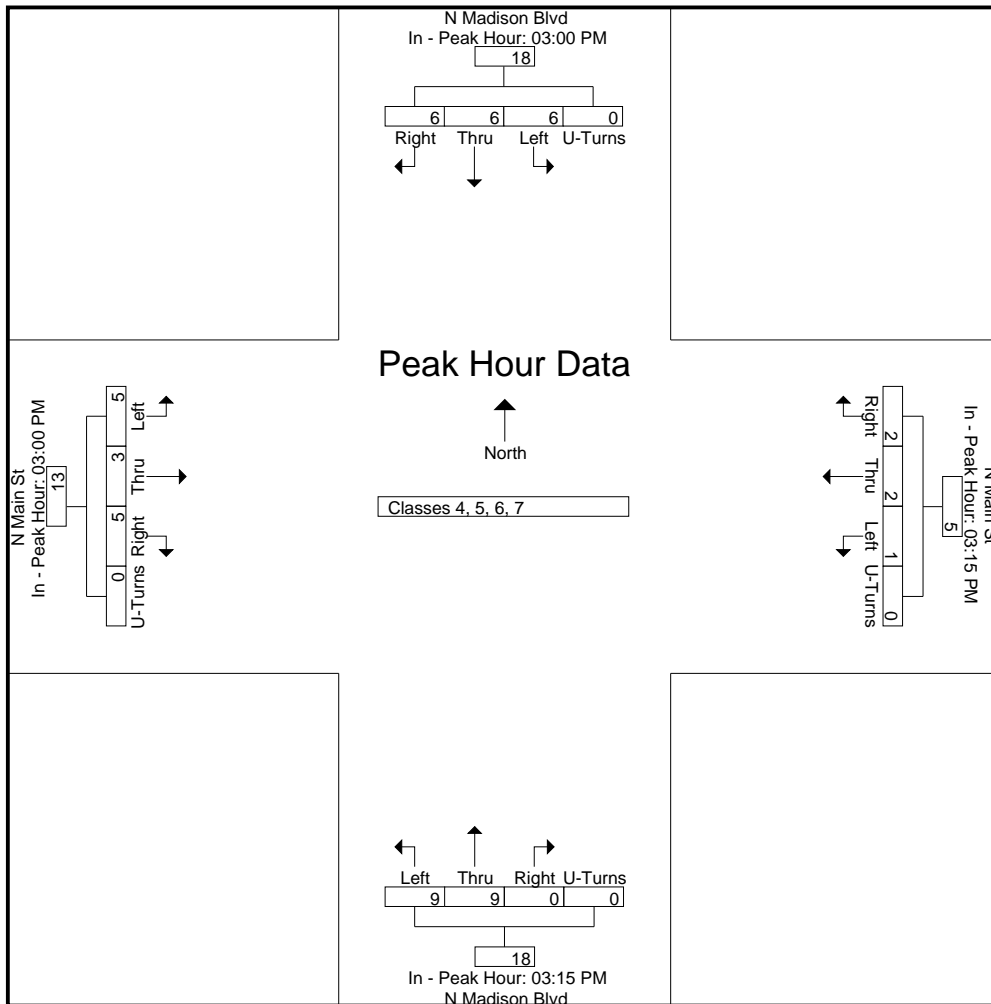 N Madison Blvd
In - Peak Hour: 03:00 PM
18
6 6 6 0
Right Thru Left U-Turns
Peak Hour Data
North
Classes 4, 5, 6, 7
N Main St
In - Peak Hour: 03:00 PM
13
5 3 5 0
Left Thru Right U-Turns
N Main St
In - Peak Hour: 03:15 PM
5
2 2 1 0
Right Thru Left U-Turns
Left Thru Right U-Turns
9 9 0 0
18
In - Peak Hour: 03:15 PM
N Madison Blvd